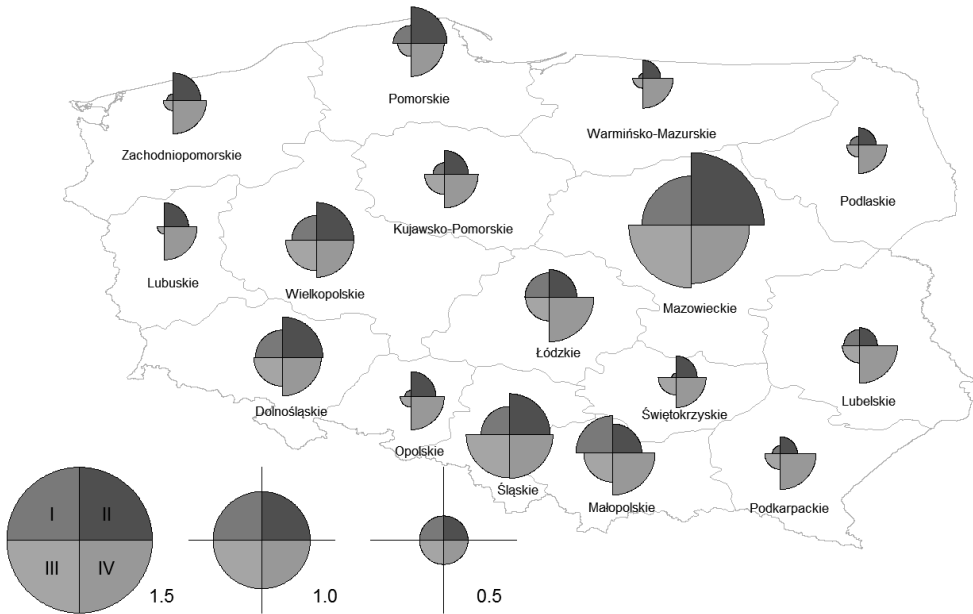 Pomorskie
Warmińsko-Mazurskie
Zachodniopomorskie
Podlaskie
Kujawsko-Pomorskie
Lubuskie
Wielkopolskie
Mazowieckie
Łódzkie
Lubelskie
Dolnośląskie
Świętokrzyskie
Opolskie
Śląskie
Małopolskie
Podkarpackie
I II
III IV
1.5 1.0 0.5